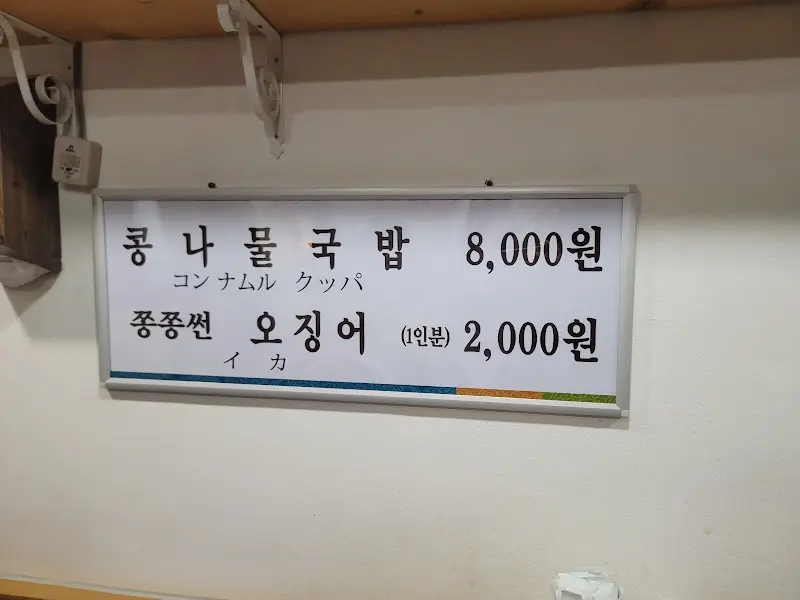 콩나물국밥 8,000원
コンナムル クッパ
쫑쫑썬 오징어 (1인분) 2,000원
イカ